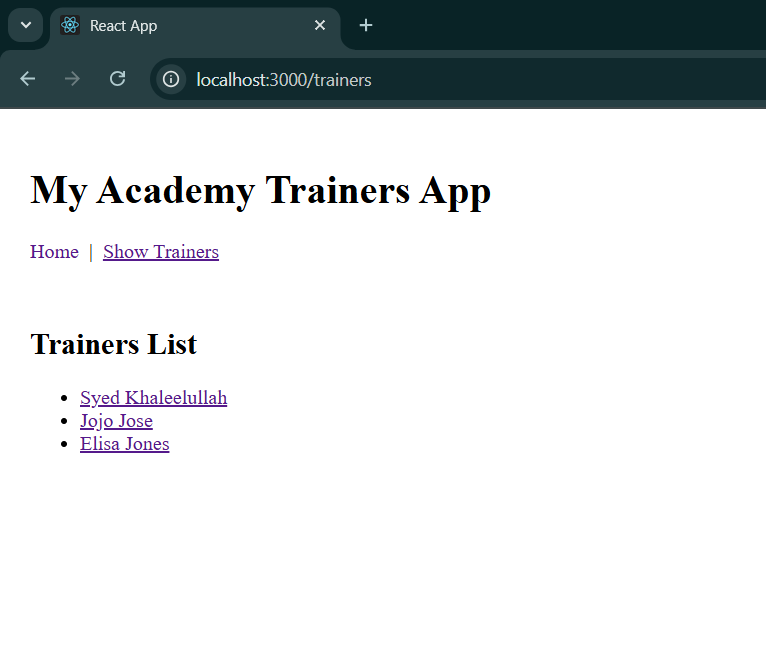 React App
localhost:3000/trainers
My Academy Trainers App
Home | Show Trainers
Trainers List
Syed Khaleelullah
Jojo Jose
Elisa Jones